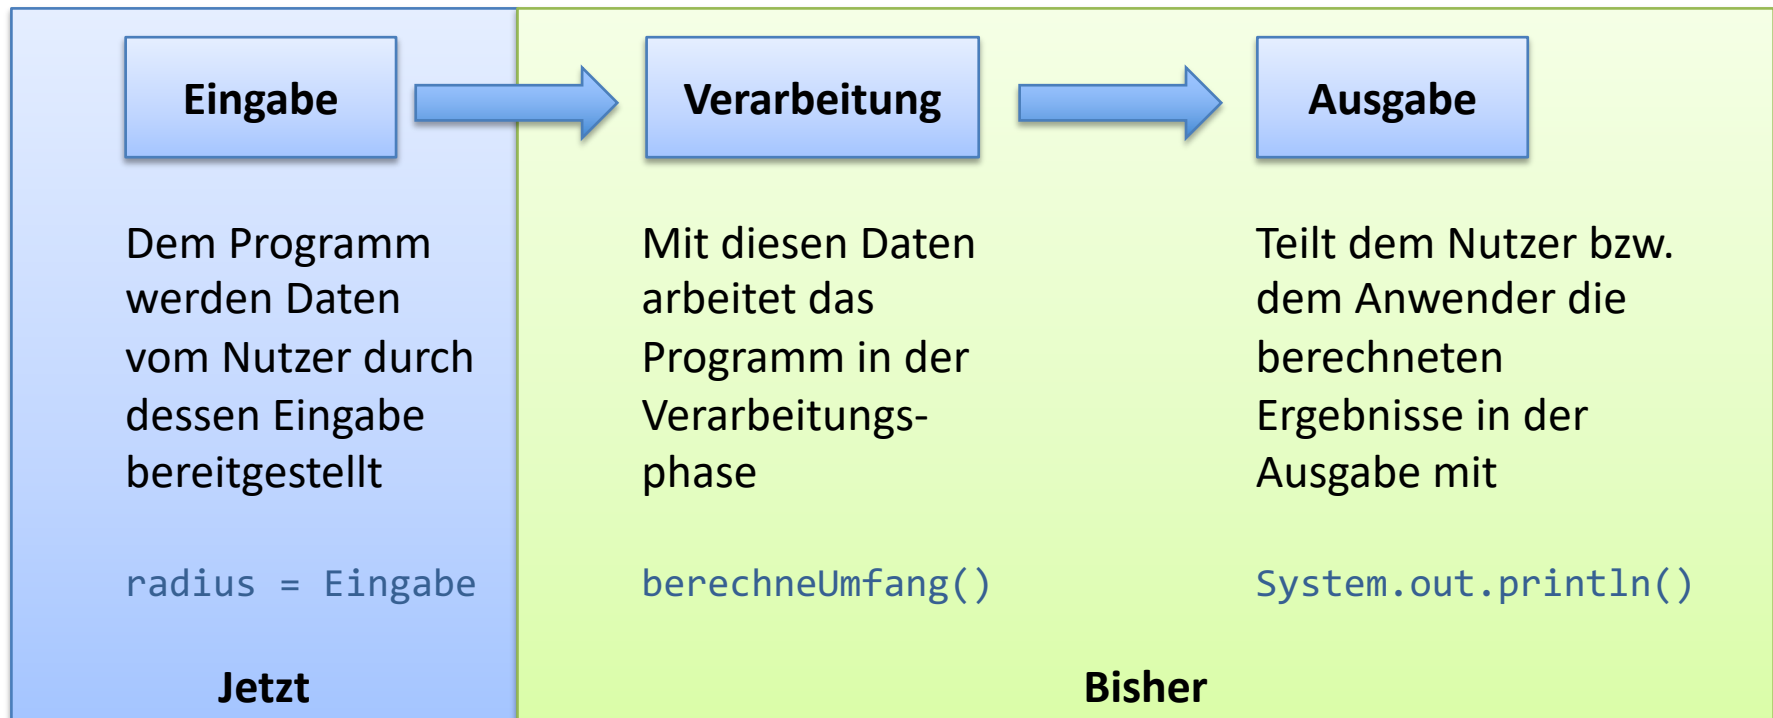 Eingabe
Verarbeitung
Ausgabe
Dem Programm
werden Daten
vom Nutzer durch
dessen Eingabe
bereitgestellt
radius = Eingabe
Jetzt
Mit diesen Daten
arbeitet das
Programm in der
Verarbeitungs-
phase
berechneUmfang()
Teilt dem Nutzer bzw.
dem Anwender die
berechneten
Ergebnisse in der
Ausgabe mit
System.out.println()
Bisher